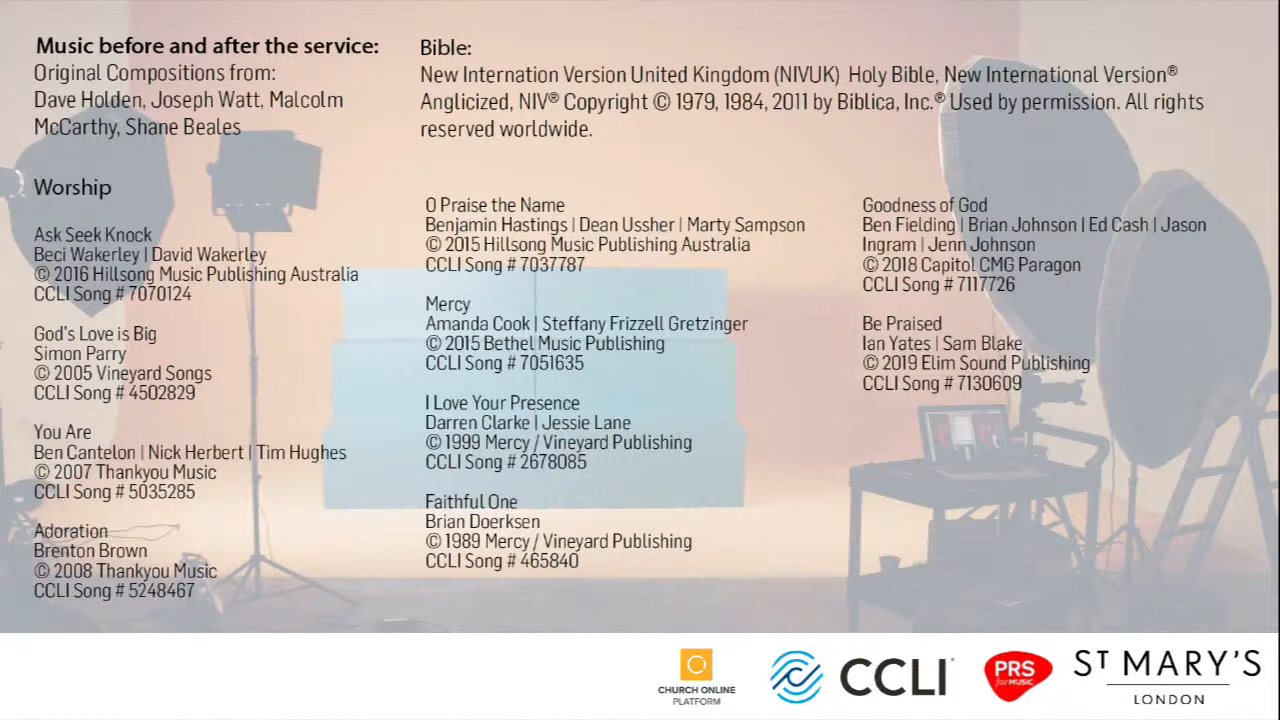 Music before and after the service:
Original Compositions from:
Dave Holden, Joseph Watt, Malcolm
McCarthy, Shane Beales
Bible:
New Internation Version United Kingdom (NIVUK) Holy Bible, New International Version®
Anglicized, NIV® Copyright © 1979, 1984, 2011 by Biblica, Inc.® Used by permission. All rights
reserved worldwide.
Worship
Ask Seek Knock
Beci Wakerley | David Wakerley
© 2016 Hillsong Music Publishing Australia
CCLI Song # 7070124
God's Love is Big
Simon Parry
© 2005 Vineyard Songs
CCLI Song # 4502829
You Are
Ben Cantelon | Nick Herbert | Tim Hughes
© 2007 Thankyou Music
CCLI Song # 5035285
Adoration
Brenton Brown
© 2008 Thankyou Music
CCLI Song # 5248467
O Praise the Name
Benjamin Hastings | Dean Ussher | Marty Sampson
© 2015 Hillsong Music Publishing Australia
CCLI Song # 7037787
Mercy
Amanda Cook | Steffany Frizzell Gretzinger
© 2015 Bethel Music Publishing
CCLI Song # 7051635
I Love Your Presence
Darren Clarke | Jessie Lane
© 1999 Mercy / Vineyard Publishing
CCLI Song # 2678085
Faithful One
Brian Doerksen
© 1989 Mercy / Vineyard Publishing
CCLI Song # 465840
Goodness of God
Ben Fielding | Brian Johnson | Ed Cash | Jason
Ingram | Jenn Johnson
© 2018 Capitol CMG Paragon
CCLI Song # 7117726
Be Praised
Ian Yates | Sam Blake
© 2019 Elim Sound Publishing
CCLI Song # 7130609
CHURCH ONLINE
PLATFORM
CCLI
PRS
for MUSIC
ST MARY'S
LONDON